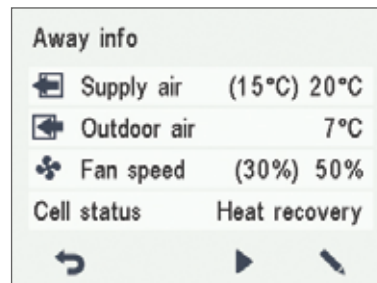 Away info
Supply air (15°C) 20°C
Outdoor air 7°C
Fan speed (30%) 50%
Cell status Heat recovery